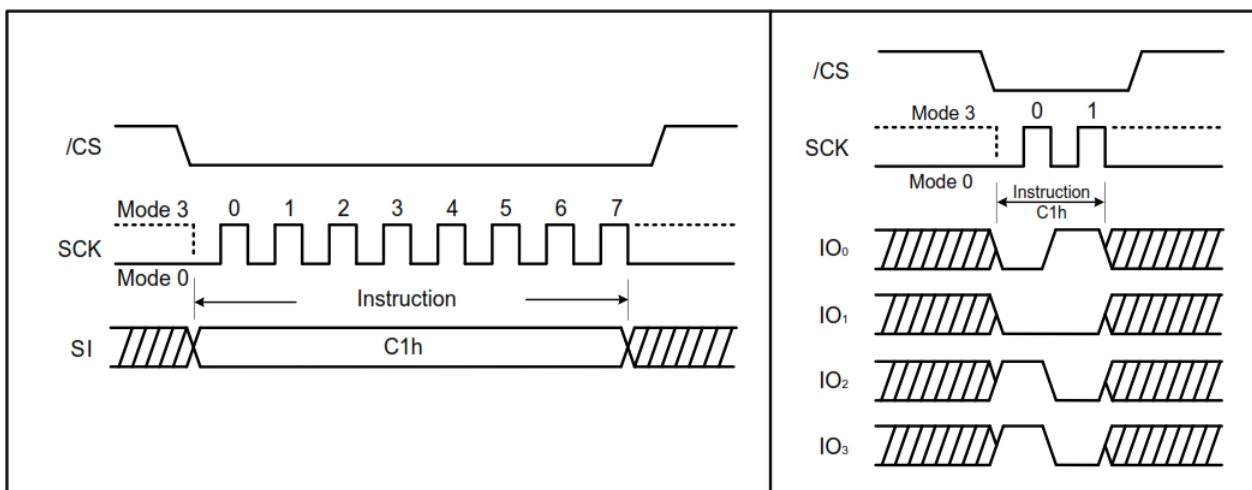 /CS
Mode 3 0 1 2 3 4 5 6 7
SCK
Mode 0
Instruction
SI C1h
/CS
Mode 3 0 1
SCK
Mode 0
Instruction
C1h
IO₀
IO₁
IO₂
IO₃